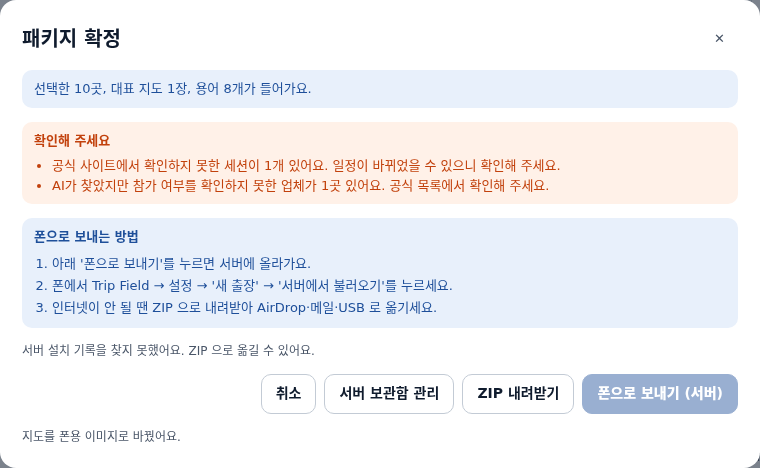 패키지 확정
×
선택한 10곳, 대표 지도 1장, 용어 8개가 들어가요.
확인해 주세요
• 공식 사이트에서 확인하지 못한 세션이 1개 있어요. 일정이 바뀌었을 수 있으니 확인해 주세요.
• AI가 찾았지만 참가 여부를 확인하지 못한 업체가 1곳 있어요. 공식 목록에서 확인해 주세요.
폰으로 보내는 방법
1. 아래 '폰으로 보내기'를 누르면 서버에 올라가요.
2. 폰에서 Trip Field → 설정 → '새 출장' → '서버에서 불러오기'를 누르세요.
3. 인터넷이 안 될 땐 ZIP 으로 내려받아 AirDrop·메일·USB 로 옮기세요.
서버 설치 기록을 찾지 못했어요. ZIP 으로 옮길 수 있어요.
취소
서버 보관함 관리
ZIP 내려받기
폰으로 보내기 (서버)
지도를 폰용 이미지로 바꿨어요.